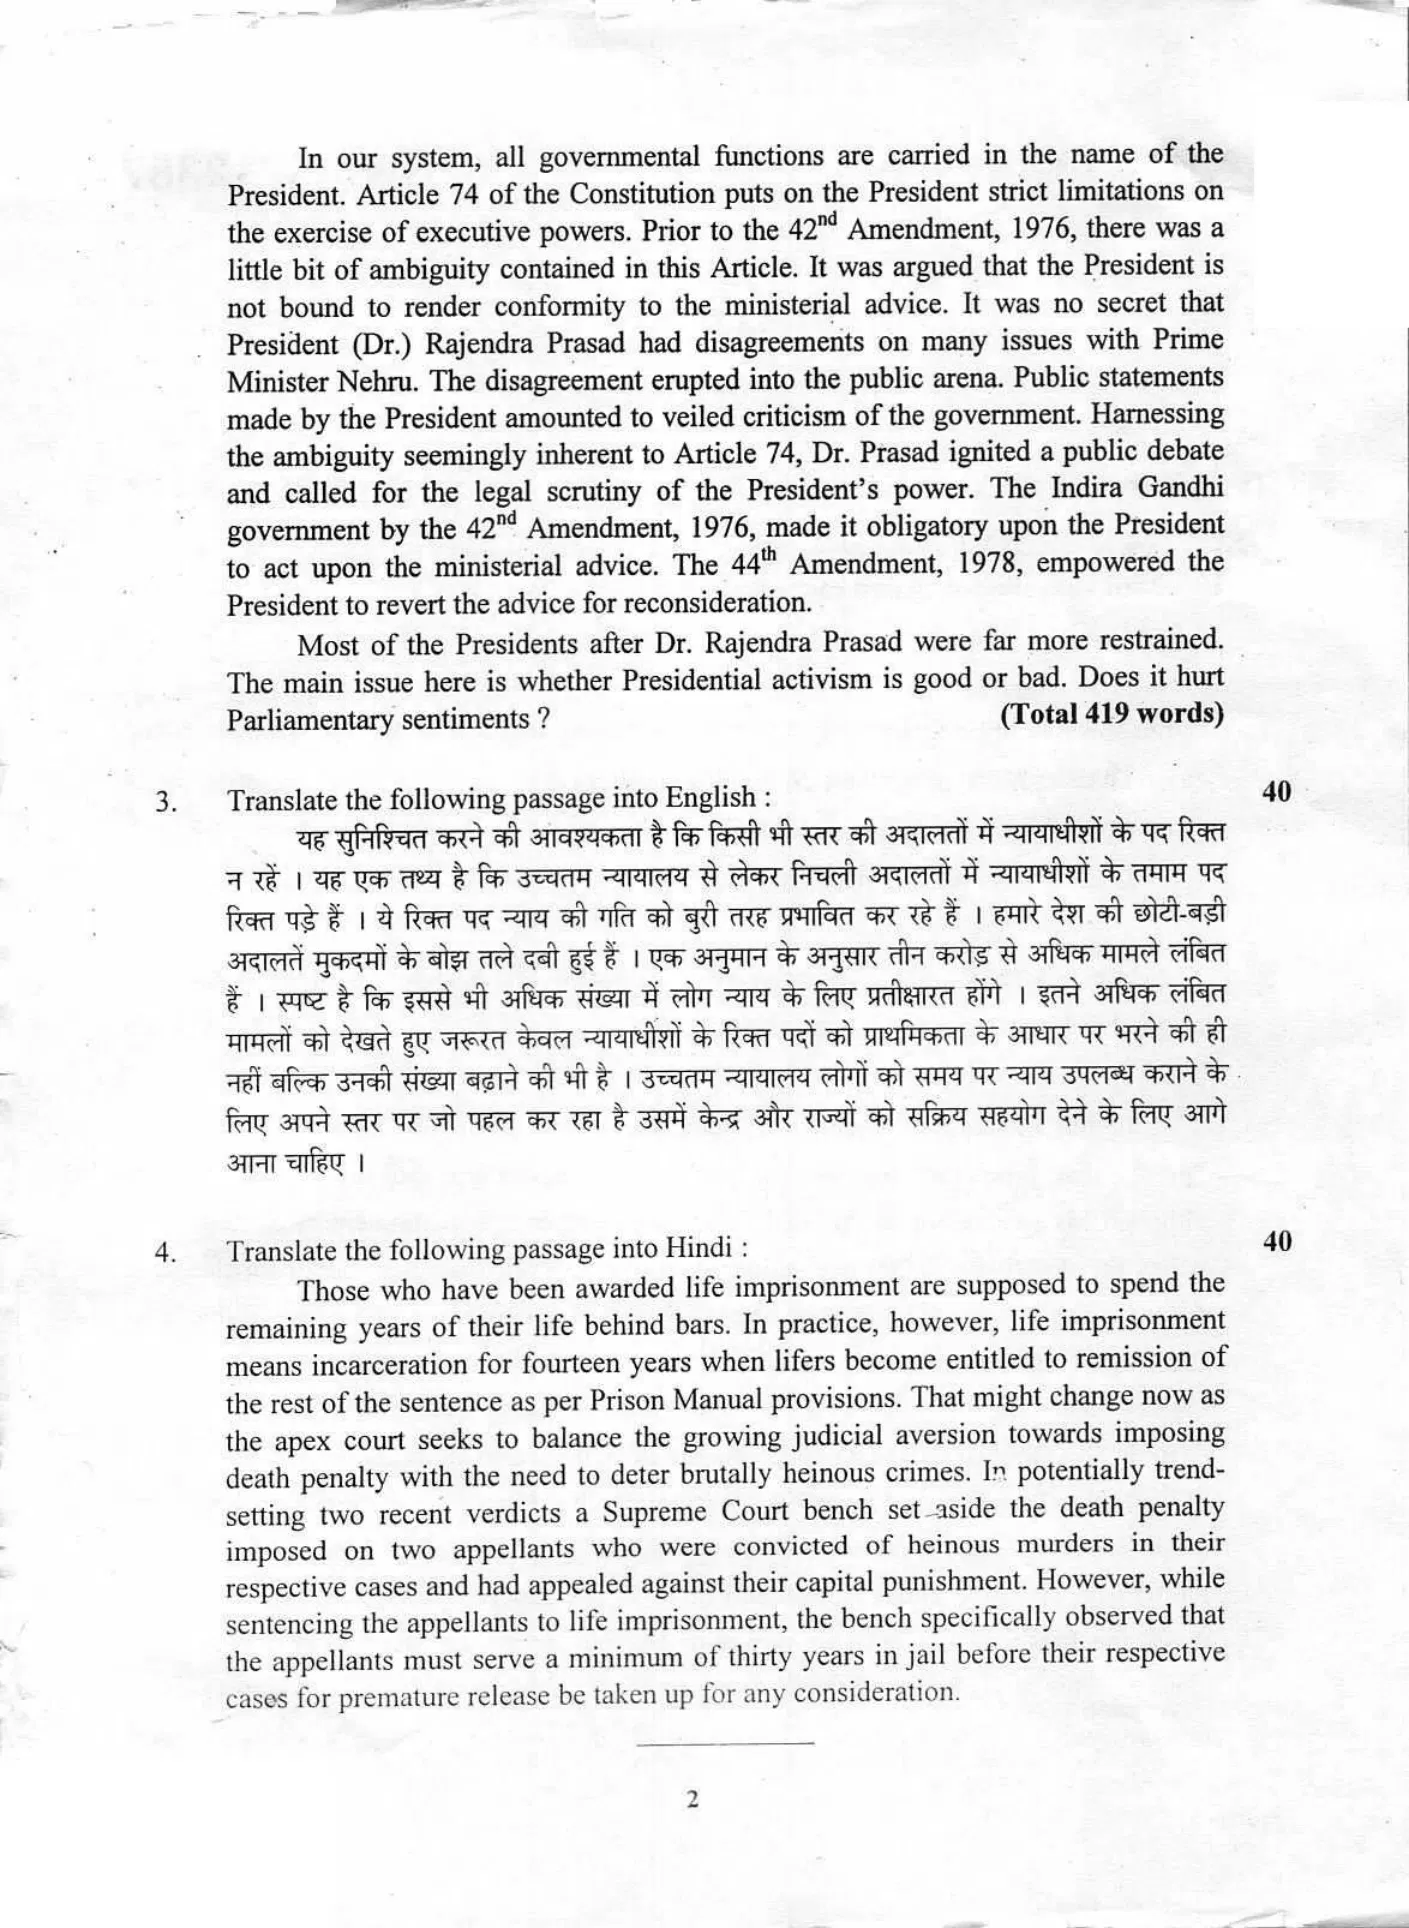 In our system, all governmental functions are carried in the name of the
President. Article 74 of the Constitution puts on the President strict limitations on
the exercise of executive powers. Prior to the 42nd Amendment, 1976, there was a
little bit of ambiguity contained in this Article. It was argued that the President is
not bound to render conformity to the ministerial advice. It was no secret that
President (Dr.) Rajendra Prasad had disagreements on many issues with Prime
Minister Nehru. The disagreement erupted into the public arena. Public statements
made by the President amounted to veiled criticism of the government. Harnessing
the ambiguity seemingly inherent to Article 74, Dr. Prasad ignited a public debate
and called for the legal scrutiny of the President's power. The Indira Gandhi
government by the 42nd Amendment, 1976, made it obligatory upon the President
to act upon the ministerial advice. The 44th Amendment, 1978, empowered the
President to revert the advice for reconsideration.
Most of the Presidents after Dr. Rajendra Prasad were far more restrained.
The main issue here is whether Presidential activism is good or bad. Does it hurt
Parliamentary sentiments ? (Total 419 words)
3. Translate the following passage into English : 40
यह सुनिश्चित करने की आवश्यकता है कि किसी भी स्तर की अदालतों में न्यायाधीशों के पद रिक्त
न रहें । यह एक तथ्य है कि उच्चतम न्यायालय से लेकर निचली अदालतों में न्यायाधीशों के तमाम पद
रिक्त पड़े हैं । ये रिक्त पद न्याय की गति को बुरी तरह प्रभावित कर रहे हैं । हमारे देश की छोटी-बड़ी
अदालतें मुकदमों के बोझ तले दबी हुई हैं । एक अनुमान के अनुसार तीन करोड़ से अधिक मामले लंबित
हैं । स्पष्ट है कि इससे भी अधिक संख्या में लोग न्याय के लिए प्रतीक्षारत होंगे । इतने अधिक लंबित
मामलों को देखते हुए जरूरत केवल न्यायाधीशों के रिक्त पदों को प्राथमिकता के आधार पर भरने की ही
नहीं बल्कि उनकी संख्या बढ़ाने की भी है । उच्चतम न्यायालय लोगों को समय पर न्याय उपलब्ध कराने के
लिए अपने स्तर पर जो पहल कर रहा है उसमें केन्द्र और राज्यों को सक्रिय सहयोग देने के लिए आगे
आना चाहिए ।
4. Translate the following passage into Hindi : 40
Those who have been awarded life imprisonment are supposed to spend the
remaining years of their life behind bars. In practice, however, life imprisonment
means incarceration for fourteen years when lifers become entitled to remission of
the rest of the sentence as per Prison Manual provisions. That might change now as
the apex court seeks to balance the growing judicial aversion towards imposing
death penalty with the need to deter brutally heinous crimes. In potentially trend-
setting two recent verdicts a Supreme Court bench set aside the death penalty
imposed on two appellants who were convicted of heinous murders in their
respective cases and had appealed against their capital punishment. However, while
sentencing the appellants to life imprisonment, the bench specifically observed that
the appellants must serve a minimum of thirty years in jail before their respective
cases for premature release be taken up for any consideration.
2